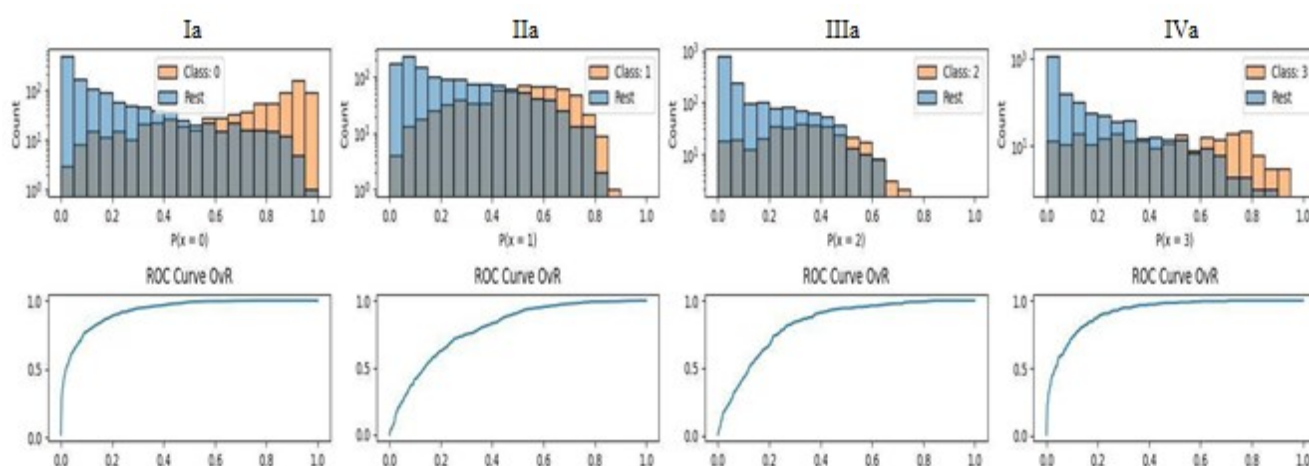 Ia IIa IIIa IVa
Count 10² 10¹ 10⁰ Class: 0 Rest 0.0 0.2 0.4 0.6 0.8 1.0 P(x = 0)
Count 10² 10¹ 10⁰ Class: 1 Rest 0.0 0.2 0.4 0.6 0.8 1.0 P(x = 1)
Count 10³ 10² 10¹ Class: 2 Rest 0.0 0.2 0.4 0.6 0.8 1.0 P(x = 2)
Count 10³ 10¹ Class: 3 Rest 0.0 0.2 0.4 0.6 0.8 1.0 P(x = 3)
ROC Curve OvR ROC Curve OvR ROC Curve OvR ROC Curve OvR
1.0 1.0 1.0 1.0
0.5 0.5 0.5 0.5
0.0 0.0 0.0 0.0
0.0 0.2 0.4 0.6 0.8 1.0 0.0 0.2 0.4 0.6 0.8 1.0 0.0 0.2 0.4 0.6 0.8 1.0 0.0 0.2 0.4 0.6 0.8 1.0